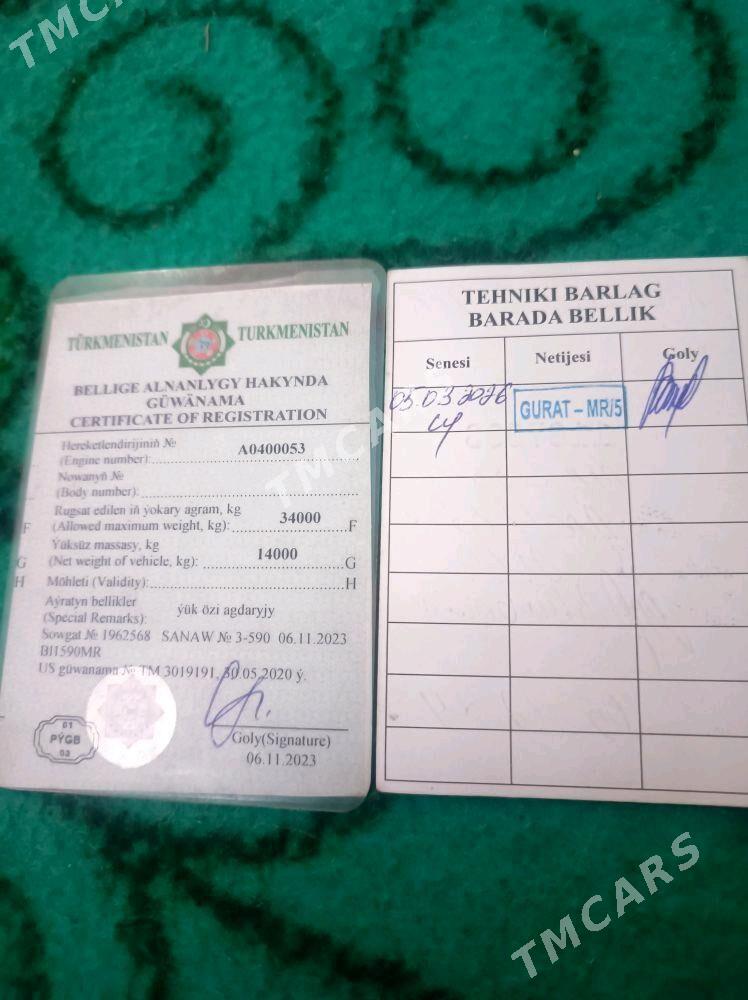 TMCARS
TÜRKMENISTAN TURKMENISTAN
BELLIGE ALNANLYGY HAKYNDA
GÜWÄNAMA
CERTIFICATE OF REGISTRATION
Hereketlendirijiniň №
(Engine number): A0400053
Nowanyň №
(Body number):
Rugsat edilen iň ýokary agram, kg
F (Allowed maximum weight, kg): 34000 F
Ýüksüz massasy, kg
G (Net weight of vehicle, kg): 14000 G
H Möhleti (Validity): H
Aýratyn bellikler
(Special Remarks): ýük özi agdaryjy
Sowgat № 1962568 SANAW № 3-590 06.11.2023
BI1590MR
US güwanama № TM 3019191, 30.05.2020 ý.
01
PÝGB
03
Goly(Signature)
06.11.2023
TEHNIKI BARLAG
BARADA BELLIK
Senesi Netijesi Goly
05.03.2026 GURAT – MR/5
TMCARS
TMCARS